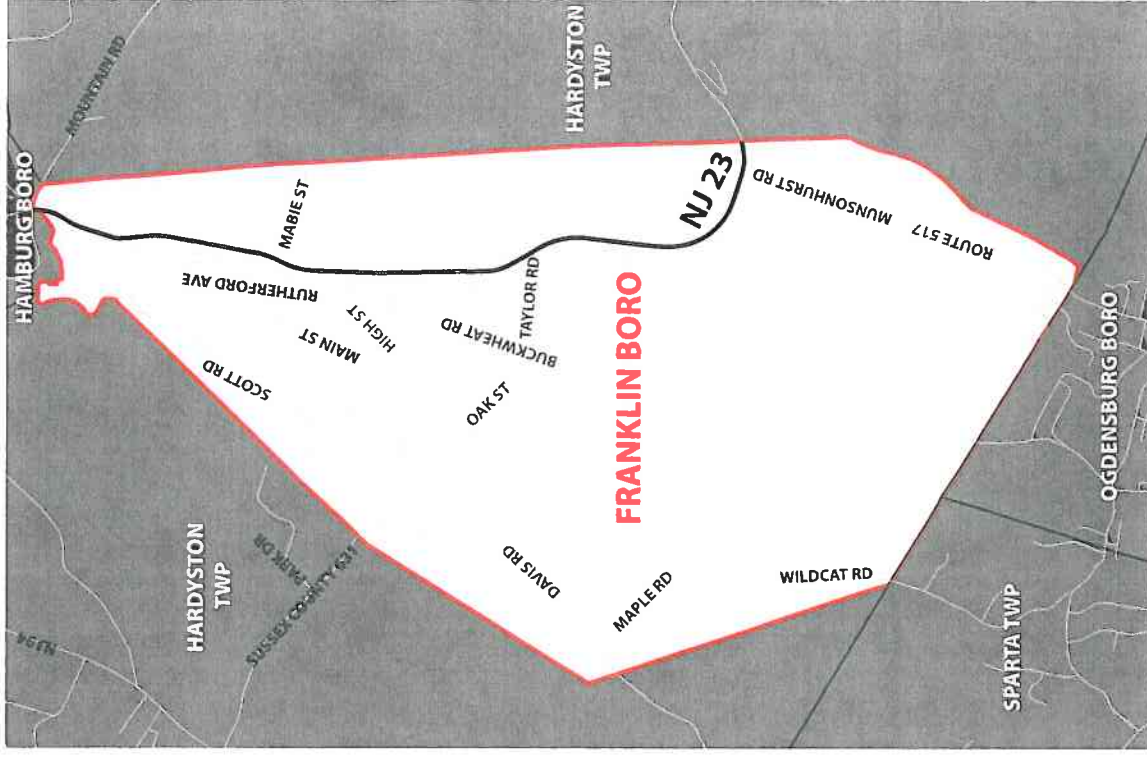 HAMBURG BORO
MOUNTAIN RD
HARDYSTON
TWP
MABIE ST
RUTHERFORD AVE
HIGH ST
MAIN ST
SCOTT RD
NJ 23
MUNSONHURST RD
ROUTE 517
TAYLOR RD
BUCKWHEAT RD
OAK ST
FRANKLIN BORO
HARDYSTON
TWP
PARK DR
SUSSEX COUNTY 631
NJ 94
DAVIS RD
MAPLE RD
WILDCAT RD
OGDENSBURG BORO
SPARTA TWP